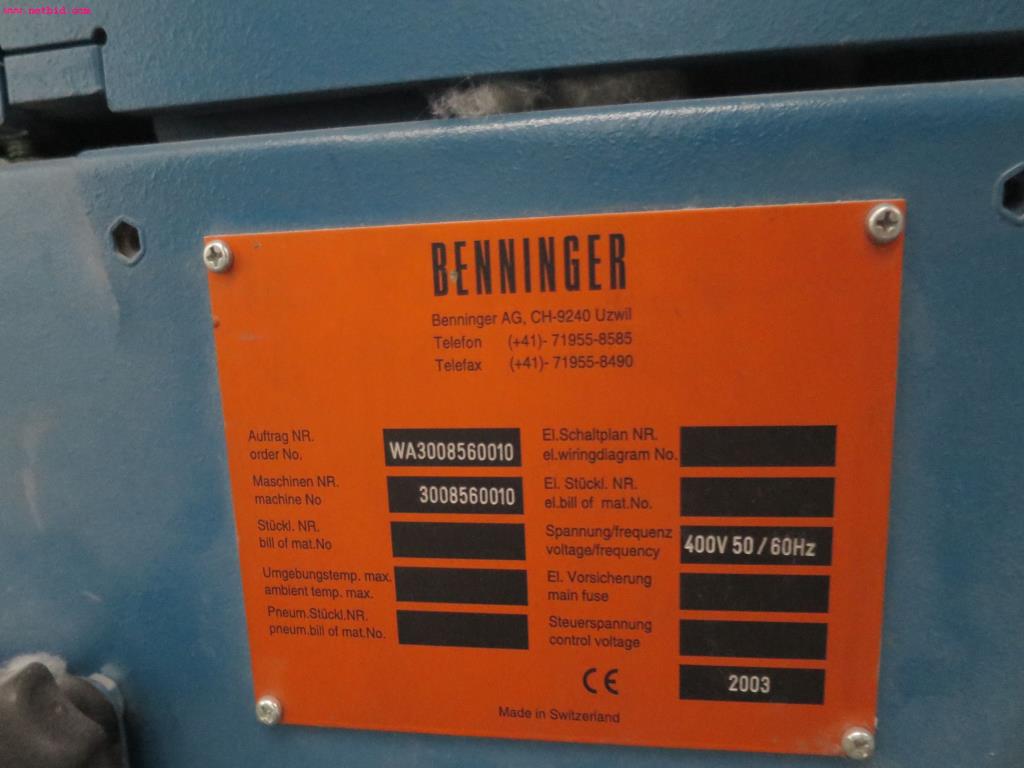 www.netbid.com
BENNINGER
Benninger AG, CH-9240 Uzwil
Telefon (+41)- 71955-8585
Telefax (+41)- 71955-8490
Auftrag NR.
order No.
WA3008560010
Maschinen NR.
machine No
3008560010
Stückl. NR.
bill of mat.No
Umgebungstemp. max.
ambient temp. max.
Pneum.Stückl.NR.
pneum.bill of mat.No.
El.Schaltplan NR.
el.wiringdiagram No.
El. Stückl. NR.
el.bill of mat.No.
Spannung/frequenz
voltage/frequency
400V 50/60Hz
El. Vorsicherung
main fuse
Steuerspannung
control voltage
CE
2003
Made in Switzerland